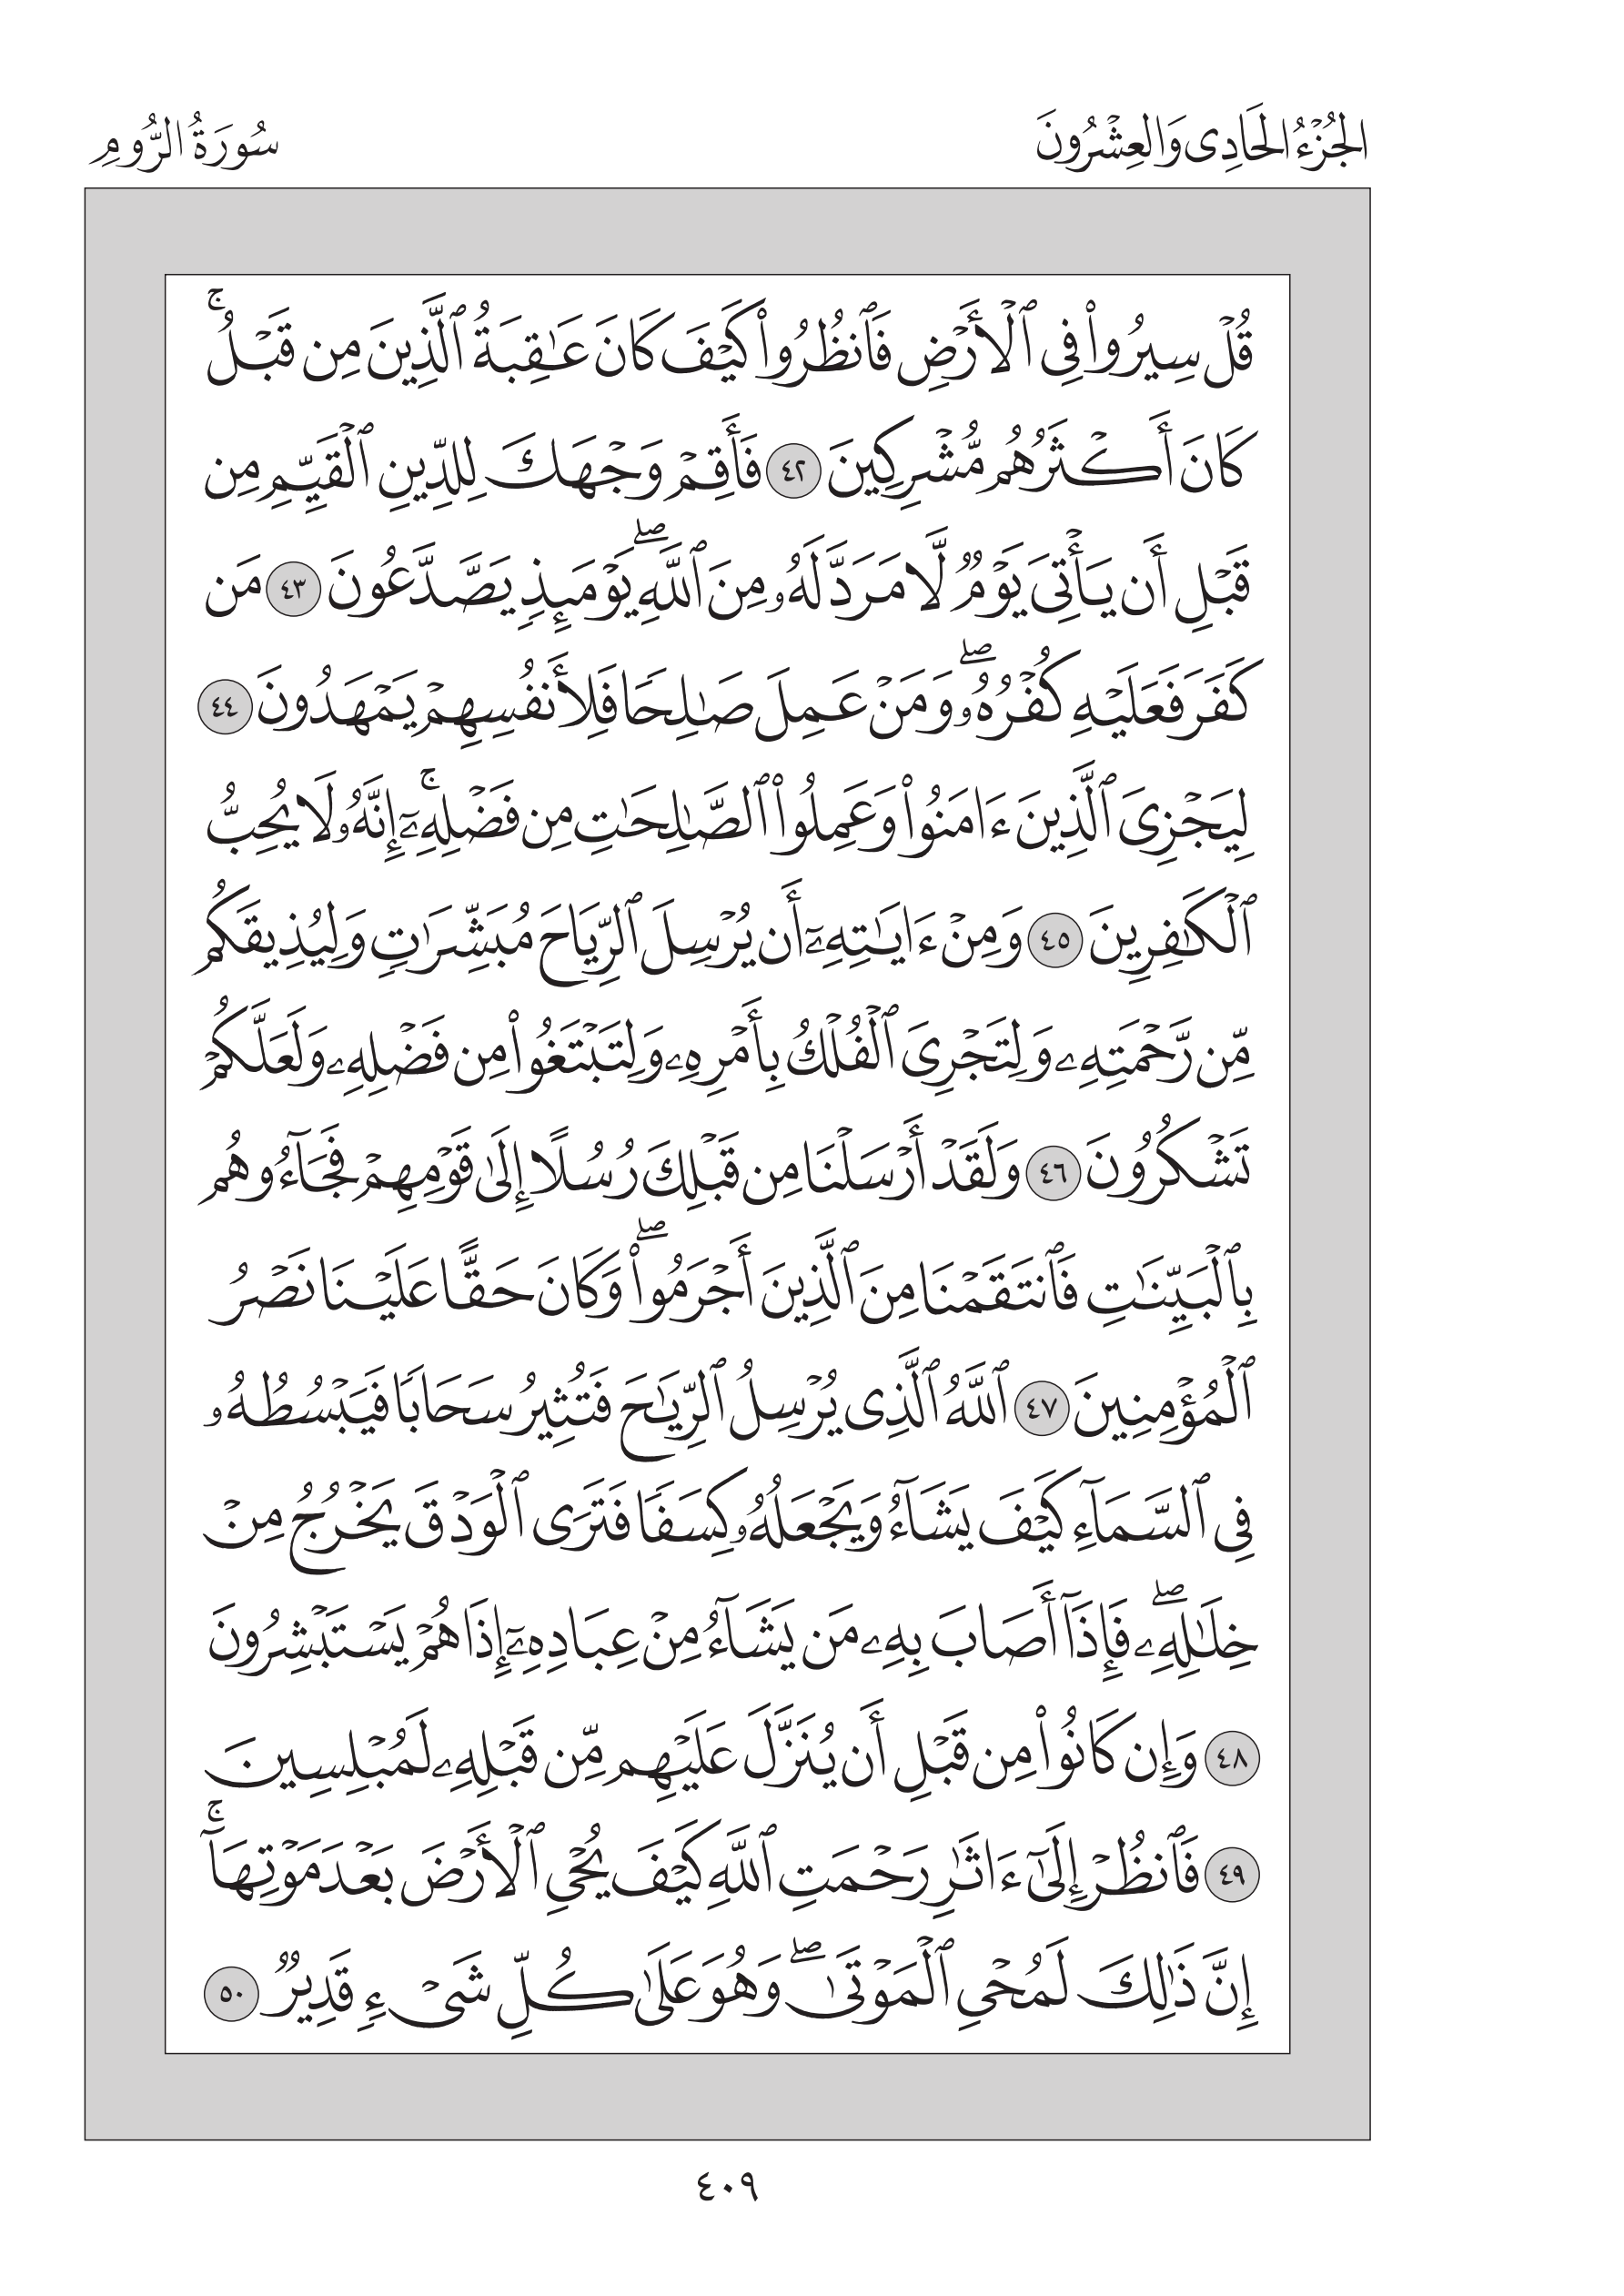 الجُزْءُ الحَادِى وَالعِشْرُونَ
سُورَةُ الرُّومِ
قُلْ سِيرُوا۟ فِى ٱلْأَرْضِ فَٱنظُرُوا۟ كَيْفَ كَانَ عَـٰقِبَةُ ٱلَّذِينَ مِن قَبْلُ ۚ
كَانَ أَكْثَرُهُم مُّشْرِكِينَ ٤٢ فَأَقِمْ وَجْهَكَ لِلدِّينِ ٱلْقَيِّمِ مِن
قَبْلِ أَن يَأْتِىَ يَوْمٌ لَّا مَرَدَّ لَهُۥ مِنَ ٱللَّهِ ۖ يَوْمَئِذٍ يَصَّدَّعُونَ ٤٣ مَن
كَفَرَ فَعَلَيْهِ كُفْرُهُۥ ۖ وَمَنْ عَمِلَ صَـٰلِحًا فَلِأَنفُسِهِمْ يَمْهَدُونَ ٤٤
لِيَجْزِىَ ٱلَّذِينَ ءَامَنُوا۟ وَعَمِلُوا۟ ٱلصَّـٰلِحَـٰتِ مِن فَضْلِهِۦٓ ۚ إِنَّهُۥ لَا يُحِبُّ
ٱلْكَـٰفِرِينَ ٤٥ وَمِنْ ءَايَـٰتِهِۦٓ أَن يُرْسِلَ ٱلرِّيَاحَ مُبَشِّرَٰتٍ وَلِيُذِيقَكُم
مِّن رَّحْمَتِهِۦ وَلِتَجْرِىَ ٱلْفُلْكُ بِأَمْرِهِۦ وَلِتَبْتَغُوا۟ مِن فَضْلِهِۦ وَلَعَلَّكُمْ
تَشْكُرُونَ ٤٦ وَلَقَدْ أَرْسَلْنَا مِن قَبْلِكَ رُسُلًا إِلَىٰ قَوْمِهِمْ فَجَآءُوهُم
بِٱلْبَيِّنَـٰتِ فَٱنتَقَمْنَا مِنَ ٱلَّذِينَ أَجْرَمُوا۟ ۖ وَكَانَ حَقًّا عَلَيْنَا نَصْرُ
ٱلْمُؤْمِنِينَ ٤٧ ٱللَّهُ ٱلَّذِى يُرْسِلُ ٱلرِّيَـٰحَ فَتُثِيرُ سَحَابًا فَيَبْسُطُهُۥ
فِى ٱلسَّمَآءِ كَيْفَ يَشَآءُ وَيَجْعَلُهُۥ كِسَفًا فَتَرَى ٱلْوَدْقَ يَخْرُجُ مِنْ
خِلَـٰلِهِۦ ۖ فَإِذَآ أَصَابَ بِهِۦ مَن يَشَآءُ مِنْ عِبَادِهِۦٓ إِذَا هُمْ يَسْتَبْشِرُونَ
٤٨ وَإِن كَانُوا۟ مِن قَبْلِ أَن يُنَزَّلَ عَلَيْهِم مِّن قَبْلِهِۦ لَمُبْلِسِينَ
٤٩ فَٱنظُرْ إِلَىٰٓ ءَاثَـٰرِ رَحْمَتِ ٱللَّهِ كَيْفَ يُحْىِ ٱلْأَرْضَ بَعْدَ مَوْتِهَآ ۚ
إِنَّ ذَٰلِكَ لَمُحْىِ ٱلْمَوْتَىٰ ۖ وَهُوَ عَلَىٰ كُلِّ شَىْءٍ قَدِيرٌ ٥٠
٤٠٩